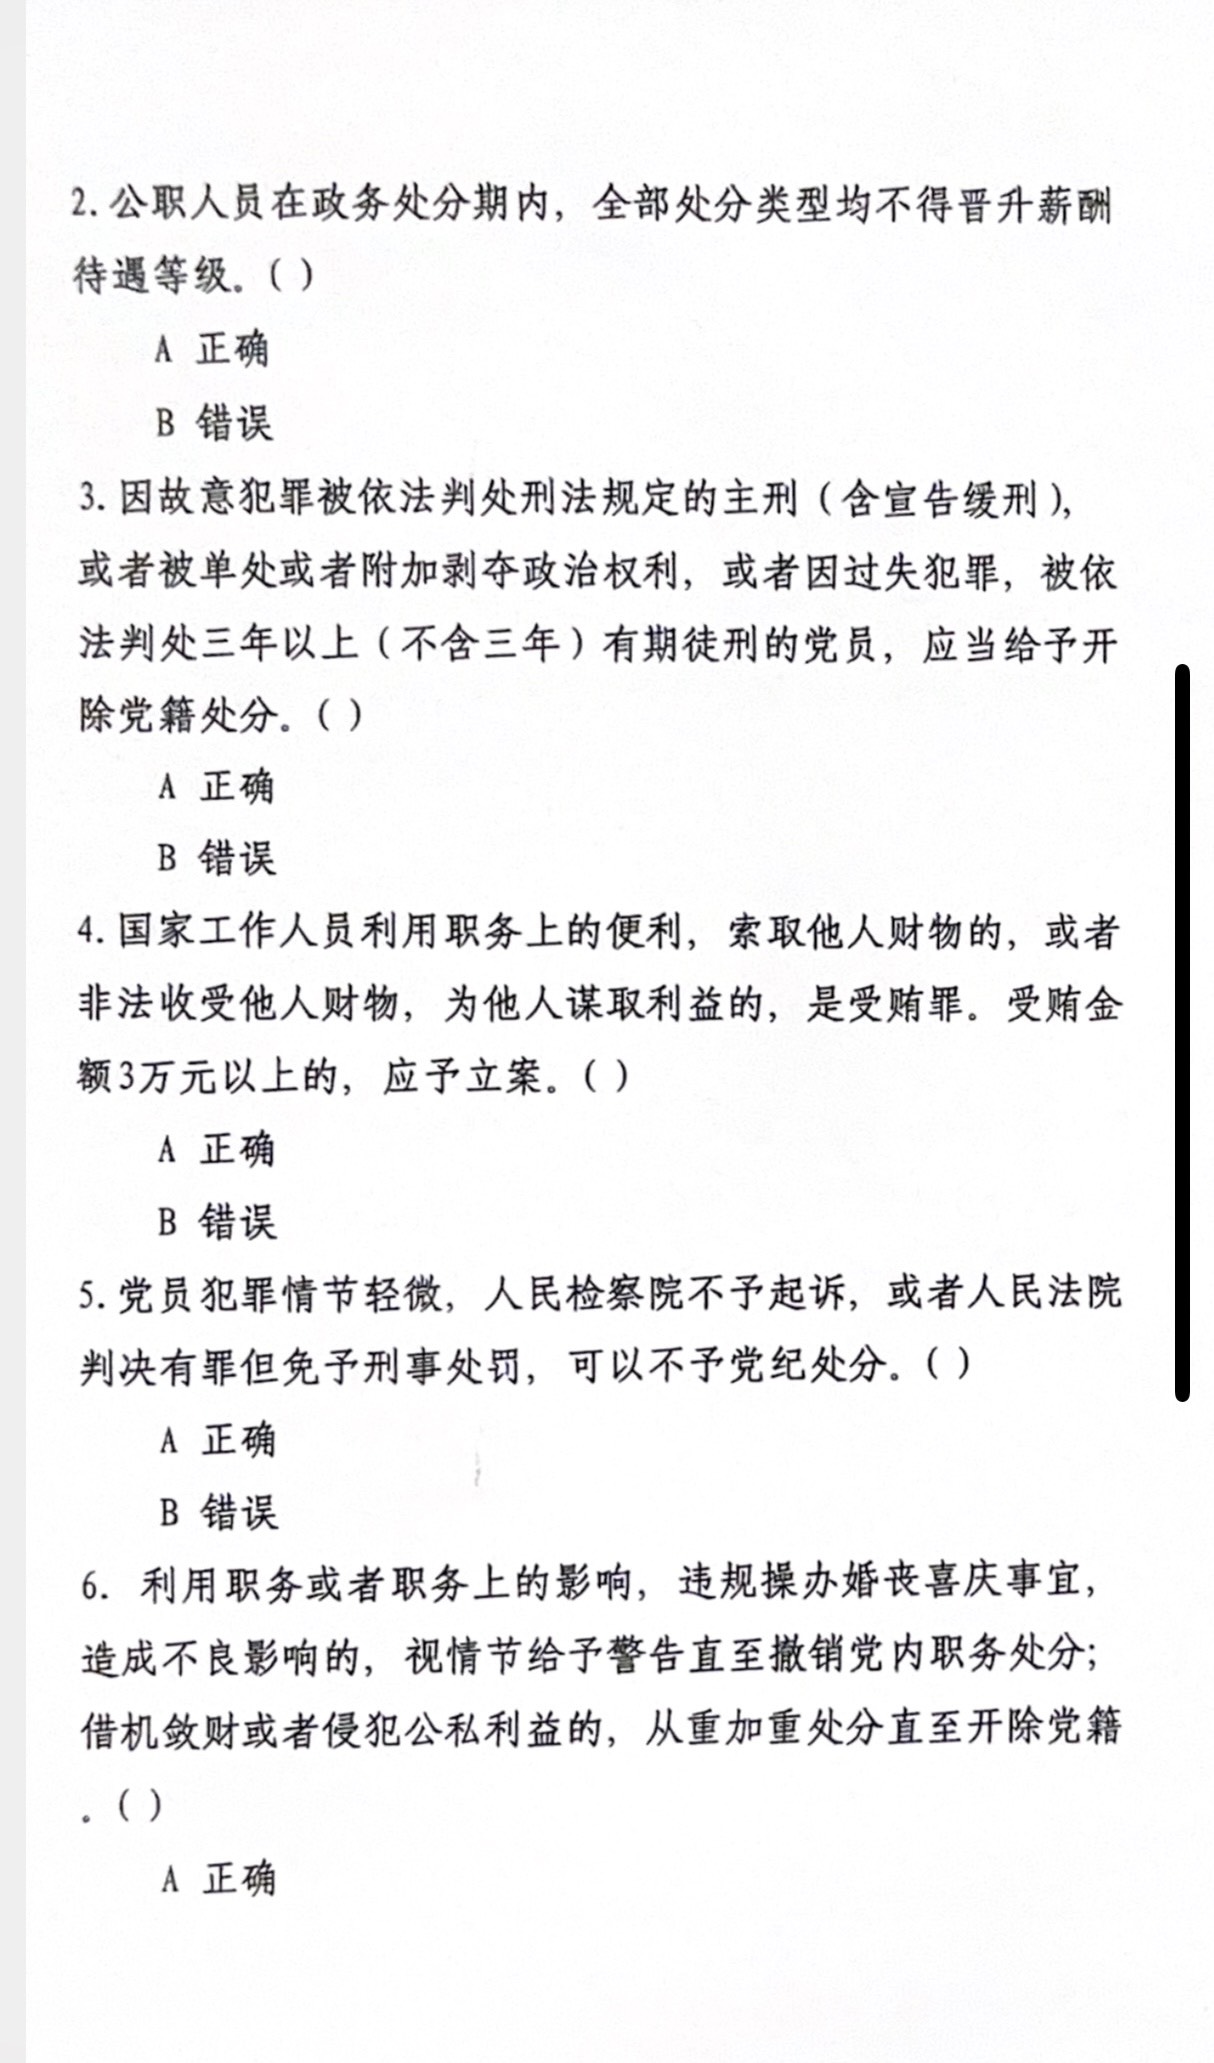 2. 公职人员在政务处分期内，全部处分类型均不得晋升薪酬
待遇等级。( )
A 正确
B 错误
3. 因故意犯罪被依法判处刑法规定的主刑（含宣告缓刑），
或者被单处或者附加剥夺政治权利，或者因过失犯罪，被依
法判处三年以上（不含三年）有期徒刑的党员，应当给予开
除党籍处分。( )
A 正确
B 错误
4. 国家工作人员利用职务上的便利，索取他人财物的，或者
非法收受他人财物，为他人谋取利益的，是受贿罪。受贿金
额3万元以上的，应予立案。( )
A 正确
B 错误
5. 党员犯罪情节轻微，人民检察院不予起诉，或者人民法院
判决有罪但免予刑事处罚，可以不予党纪处分。( )
A 正确
B 错误
6. 利用职务或者职务上的影响，违规操办婚丧喜庆事宜，
造成不良影响的，视情节给予警告直至撤销党内职务处分；
借机敛财或者侵犯公私利益的，从重加重处分直至开除党籍
。( )
A 正确